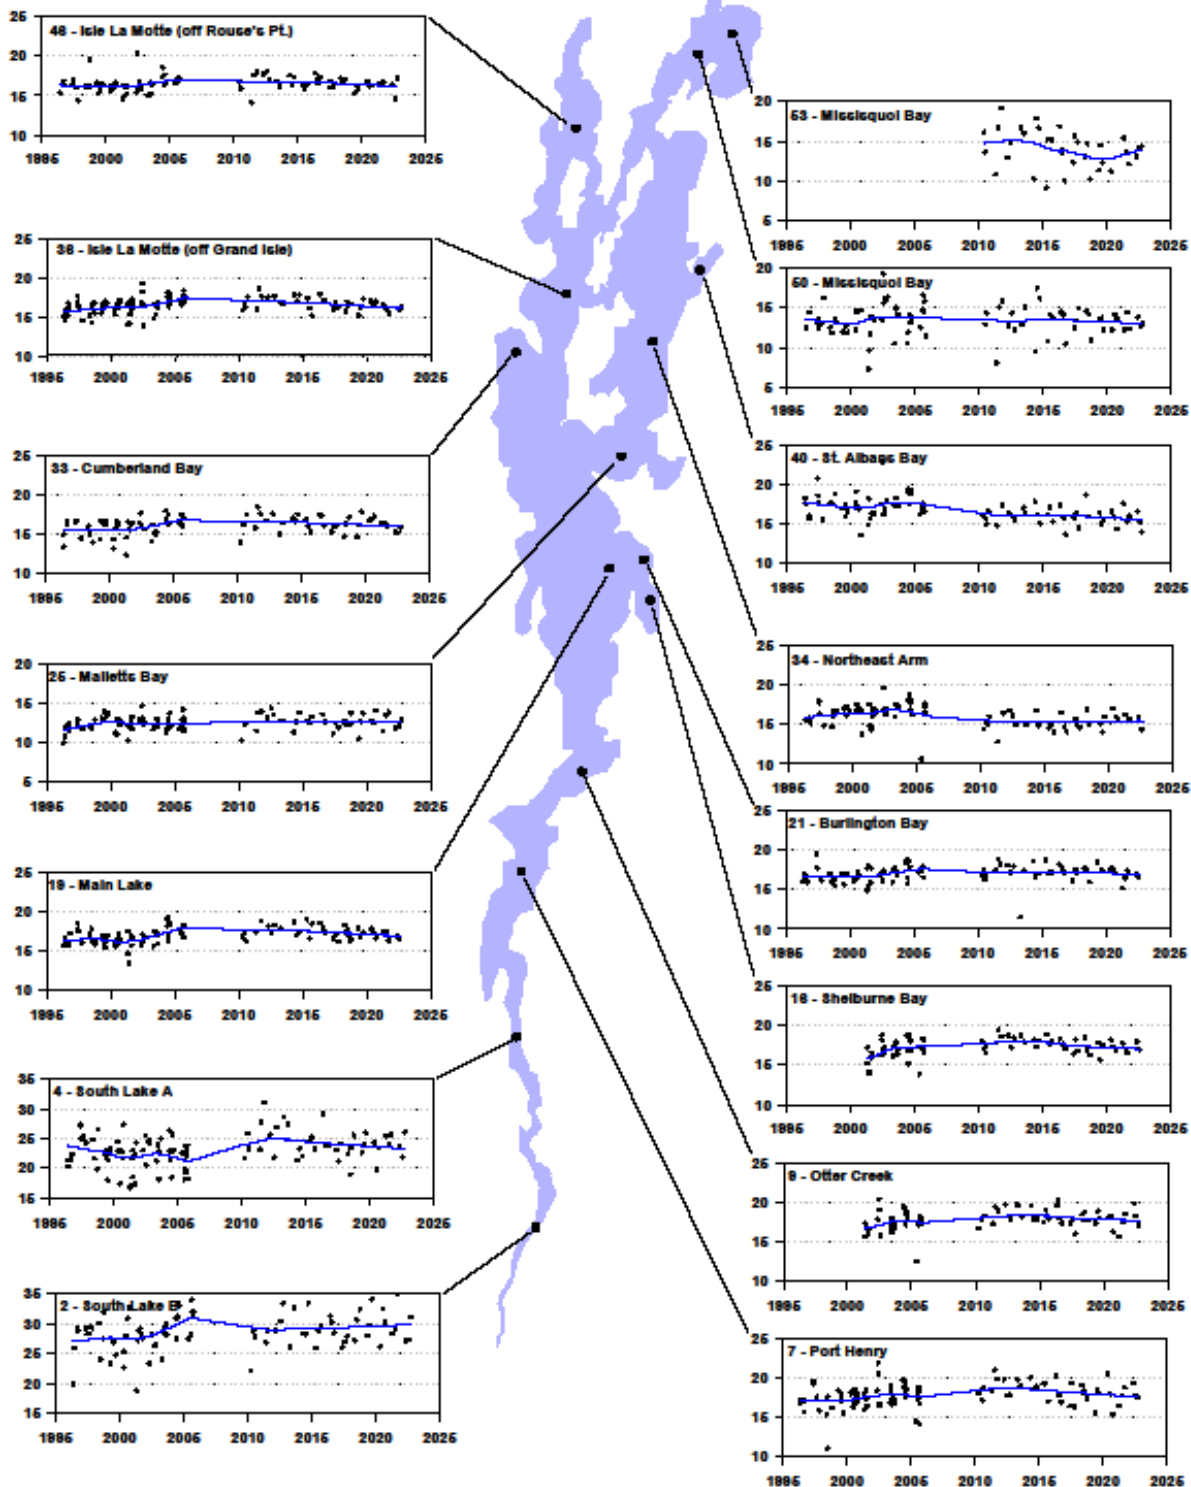 46 - Isle La Motte (off Rouse's Pt.)
25
20
15
10
1995 2000 2005 2010 2015 2020 2025
36 - Isle La Motte (off Grand Isle)
25
20
15
10
1995 2000 2005 2010 2015 2020 2025
33 - Cumberland Bay
25
20
15
10
1995 2000 2005 2010 2015 2020 2025
25 - Malletts Bay
20
15
10
5
1995 2000 2005 2010 2015 2020 2025
19 - Main Lake
25
20
15
10
1995 2000 2005 2010 2015 2020 2025
4 - South Lake A
35
30
25
20
15
1995 2000 2005 2010 2015 2020 2025
2 - South Lake B
35
30
25
20
15
1995 2000 2005 2010 2015 2020 2025
53 - Missisquoi Bay
20
15
10
5
1995 2000 2005 2010 2015 2020 2025
50 - Missisquoi Bay
20
15
10
5
1995 2000 2005 2010 2015 2020 2025
40 - St. Albans Bay
25
20
15
10
1995 2000 2005 2010 2015 2020 2025
34 - Northeast Arm
25
20
15
10
1995 2000 2005 2010 2015 2020 2025
21 - Burlington Bay
25
20
15
10
1995 2000 2005 2010 2015 2020 2025
16 - Shelburne Bay
25
20
15
10
1995 2000 2005 2010 2015 2020 2025
9 - Otter Creek
25
20
15
10
1995 2000 2005 2010 2015 2020 2025
7 - Port Henry
25
20
15
10
1995 2000 2005 2010 2015 2020 2025